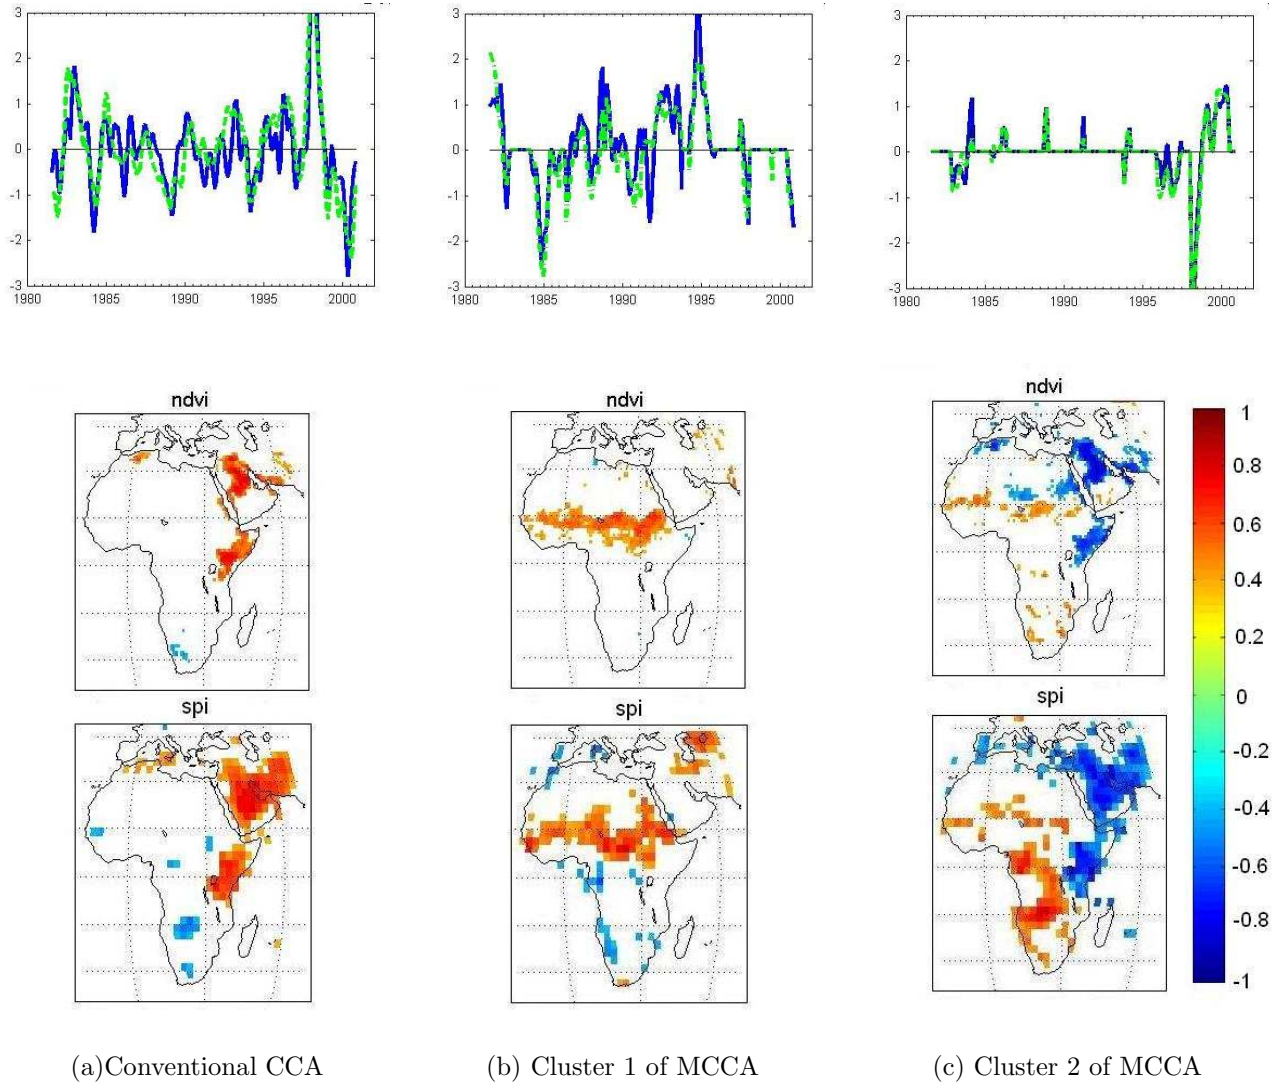 3
2
1
0
-1
-2
-3
1980 1985 1990 1995 2000
3
2
1
0
-1
-2
-3
1980 1985 1990 1995 2000
3
2
1
0
-1
-2
-3
1980 1985 1990 1995 2000
ndvi
ndvi
ndvi
spi
spi
spi
1
0.8
0.6
0.4
0.2
0
-0.2
-0.4
-0.6
-0.8
-1
(a)Conventional CCA
(b) Cluster 1 of MCCA
(c) Cluster 2 of MCCA